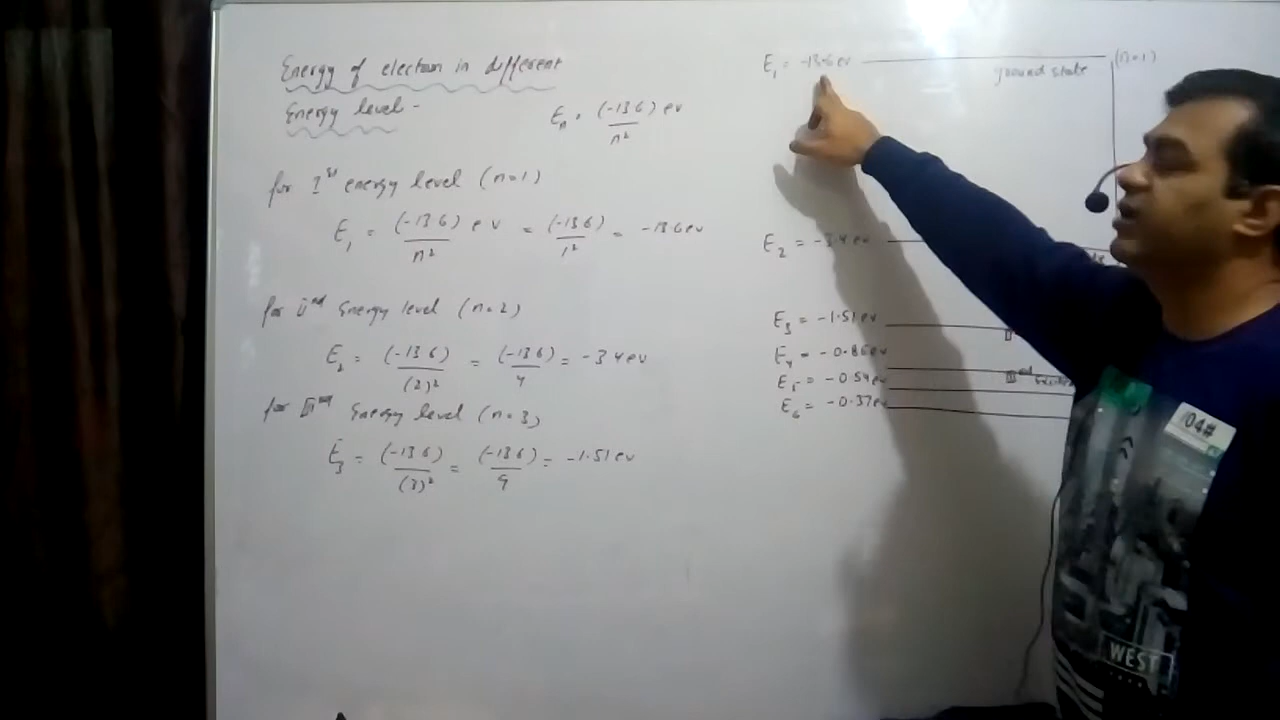 Energy of electron in different
Energy level -
En = (-13.6) ev
n²
for Ist energy level (n=1)
E1 = (-13.6) ev = (-13.6) = -13.6 ev
n² 1²
for IInd Energy level (n=2)
E2 = (-13.6) = (-13.6) = -3.4 ev
(2)² 4
for IIIrd Energy level (n=3)
E3 = (-13.6) = (-13.6) = -1.51 ev
(3)² 9
E1 = -13.6 ev (n=1)
ground state
E2 = -3.4 ev
E3 = -1.51 ev
E4 = -0.85 ev
E5 = -0.54 ev
E6 = -0.37 ev
04#
WEST